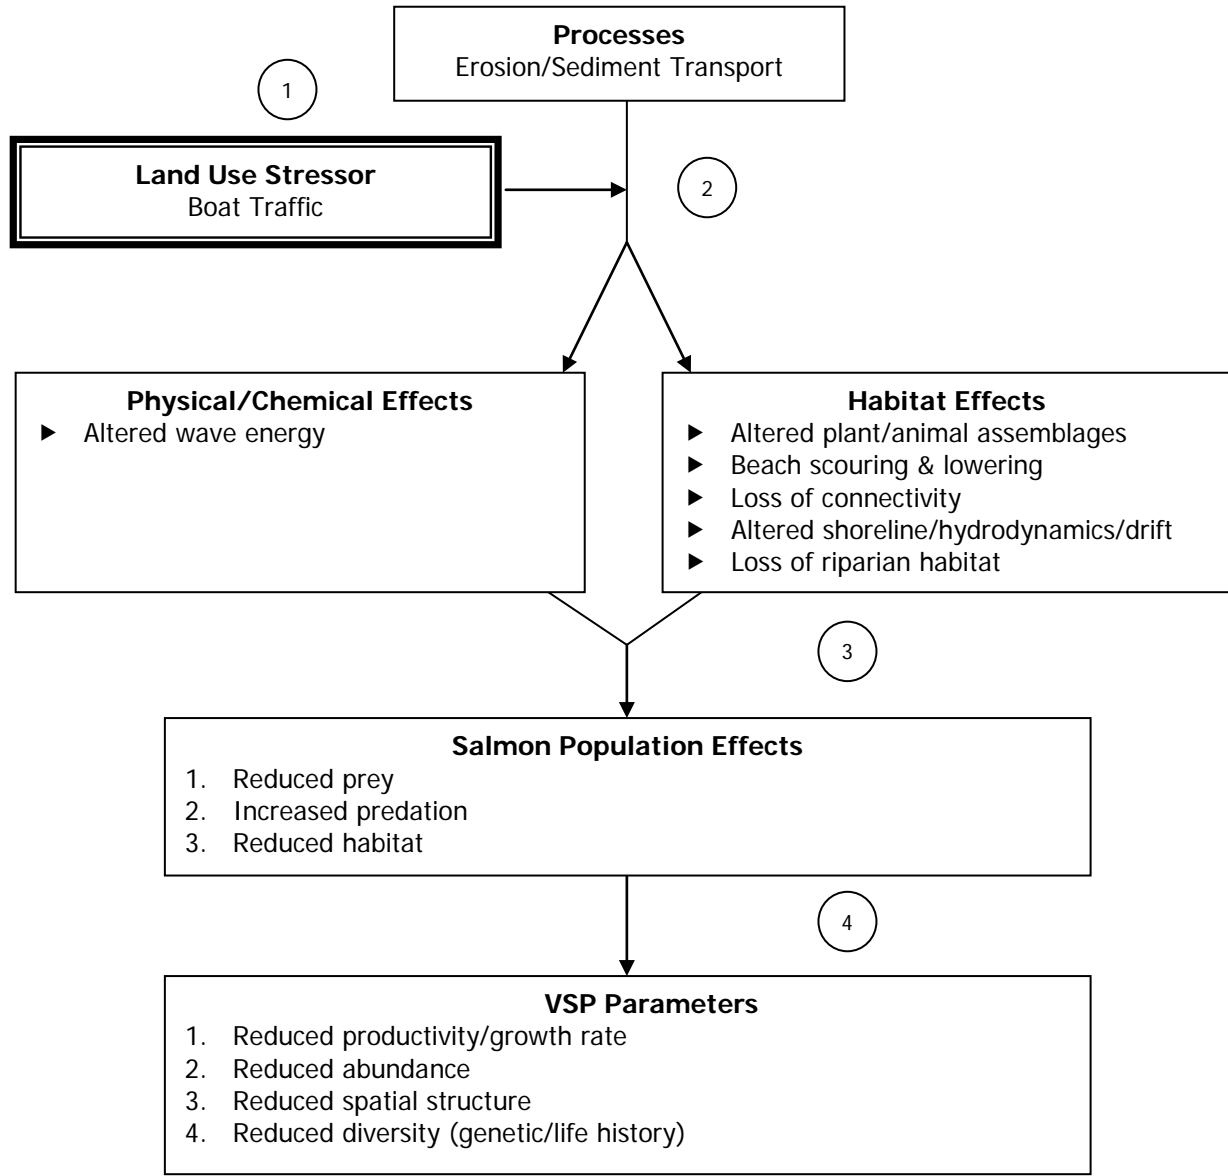 Processes
Erosion/Sediment Transport
1
Land Use Stressor
Boat Traffic
2
Physical/Chemical Effects
► Altered wave energy
Habitat Effects
► Altered plant/animal assemblages
► Beach scouring & lowering
► Loss of connectivity
► Altered shoreline/hydrodynamics/drift
► Loss of riparian habitat
3
Salmon Population Effects
1. Reduced prey
2. Increased predation
3. Reduced habitat
4
VSP Parameters
1. Reduced productivity/growth rate
2. Reduced abundance
3. Reduced spatial structure
4. Reduced diversity (genetic/life history)